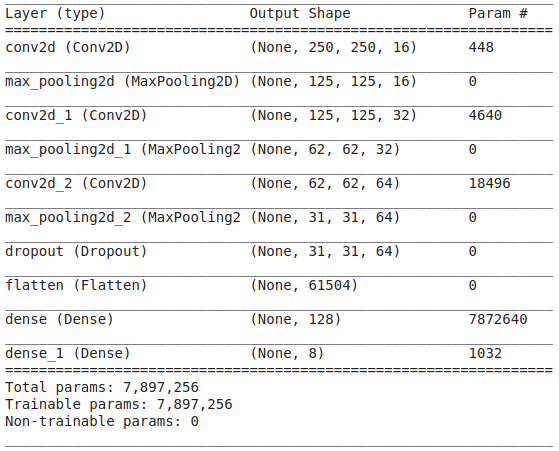 Layer (type) Output Shape Param #
conv2d (Conv2D) (None, 250, 250, 16) 448
max_pooling2d (MaxPooling2D) (None, 125, 125, 16) 0
conv2d_1 (Conv2D) (None, 125, 125, 32) 4640
max_pooling2d_1 (MaxPooling2 (None, 62, 62, 32) 0
conv2d_2 (Conv2D) (None, 62, 62, 64) 18496
max_pooling2d_2 (MaxPooling2 (None, 31, 31, 64) 0
dropout (Dropout) (None, 31, 31, 64) 0
flatten (Flatten) (None, 61504) 0
dense (Dense) (None, 128) 7872640
dense_1 (Dense) (None, 8) 1032
Total params: 7,897,256
Trainable params: 7,897,256
Non-trainable params: 0